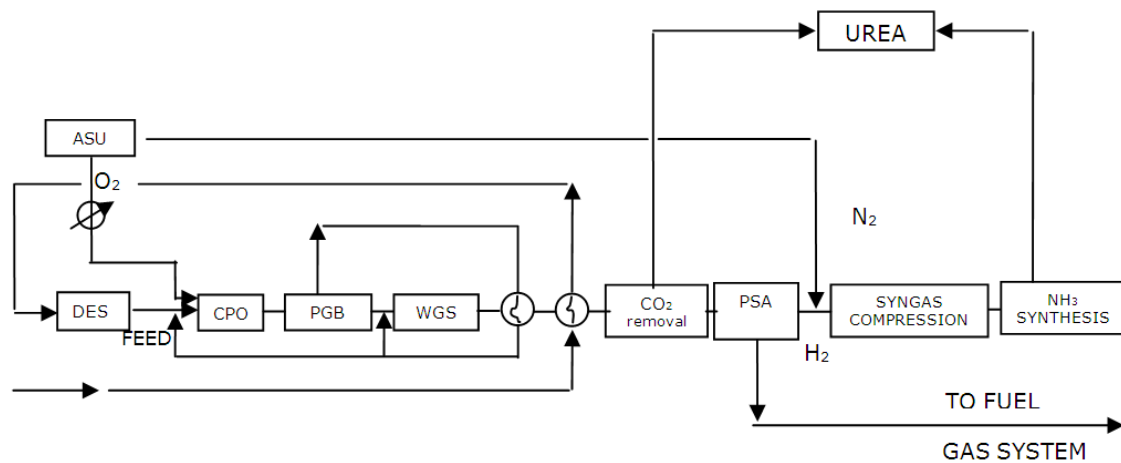 UREA
ASU
O₂
N₂
DES
FEED
CPO
PGB
WGS
CO₂
removal
PSA
H₂
SYNGAS
COMPRESSION
NH₃
SYNTHESIS
TO FUEL
GAS SYSTEM